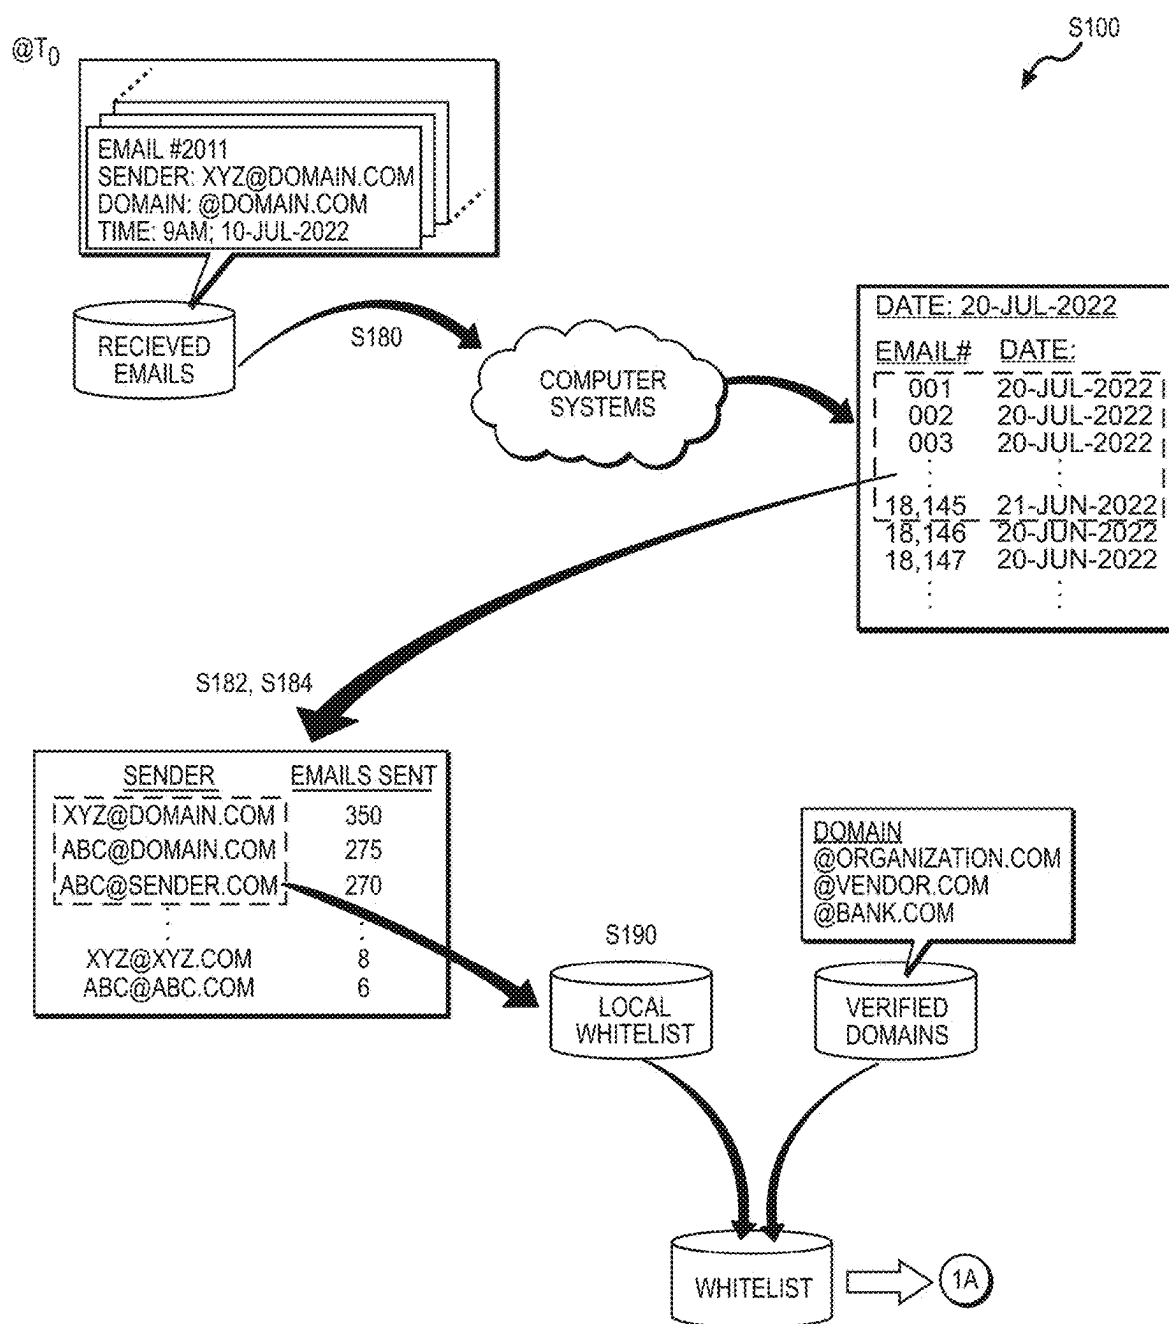 S100
@T0
EMAIL #2011
SENDER: XYZ@DOMAIN.COM
DOMAIN: @DOMAIN.COM
TIME: 9AM; 10-JUL-2022
RECIEVED
EMAILS
S180
COMPUTER
SYSTEMS
DATE: 20-JUL-2022
EMAIL# DATE:
001 20-JUL-2022
002 20-JUL-2022
003 20-JUL-2022
18,145 21-JUN-2022
18,146 20-JUN-2022
18,147 20-JUN-2022
S182, S184
SENDER EMAILS SENT
XYZ@DOMAIN.COM 350
ABC@DOMAIN.COM 275
ABC@SENDER.COM 270
XYZ@XYZ.COM 8
ABC@ABC.COM 6
DOMAIN
@ORGANIZATION.COM
@VENDOR.COM
@BANK.COM
S190
LOCAL
WHITELIST
VERIFIED
DOMAINS
WHITELIST
1A